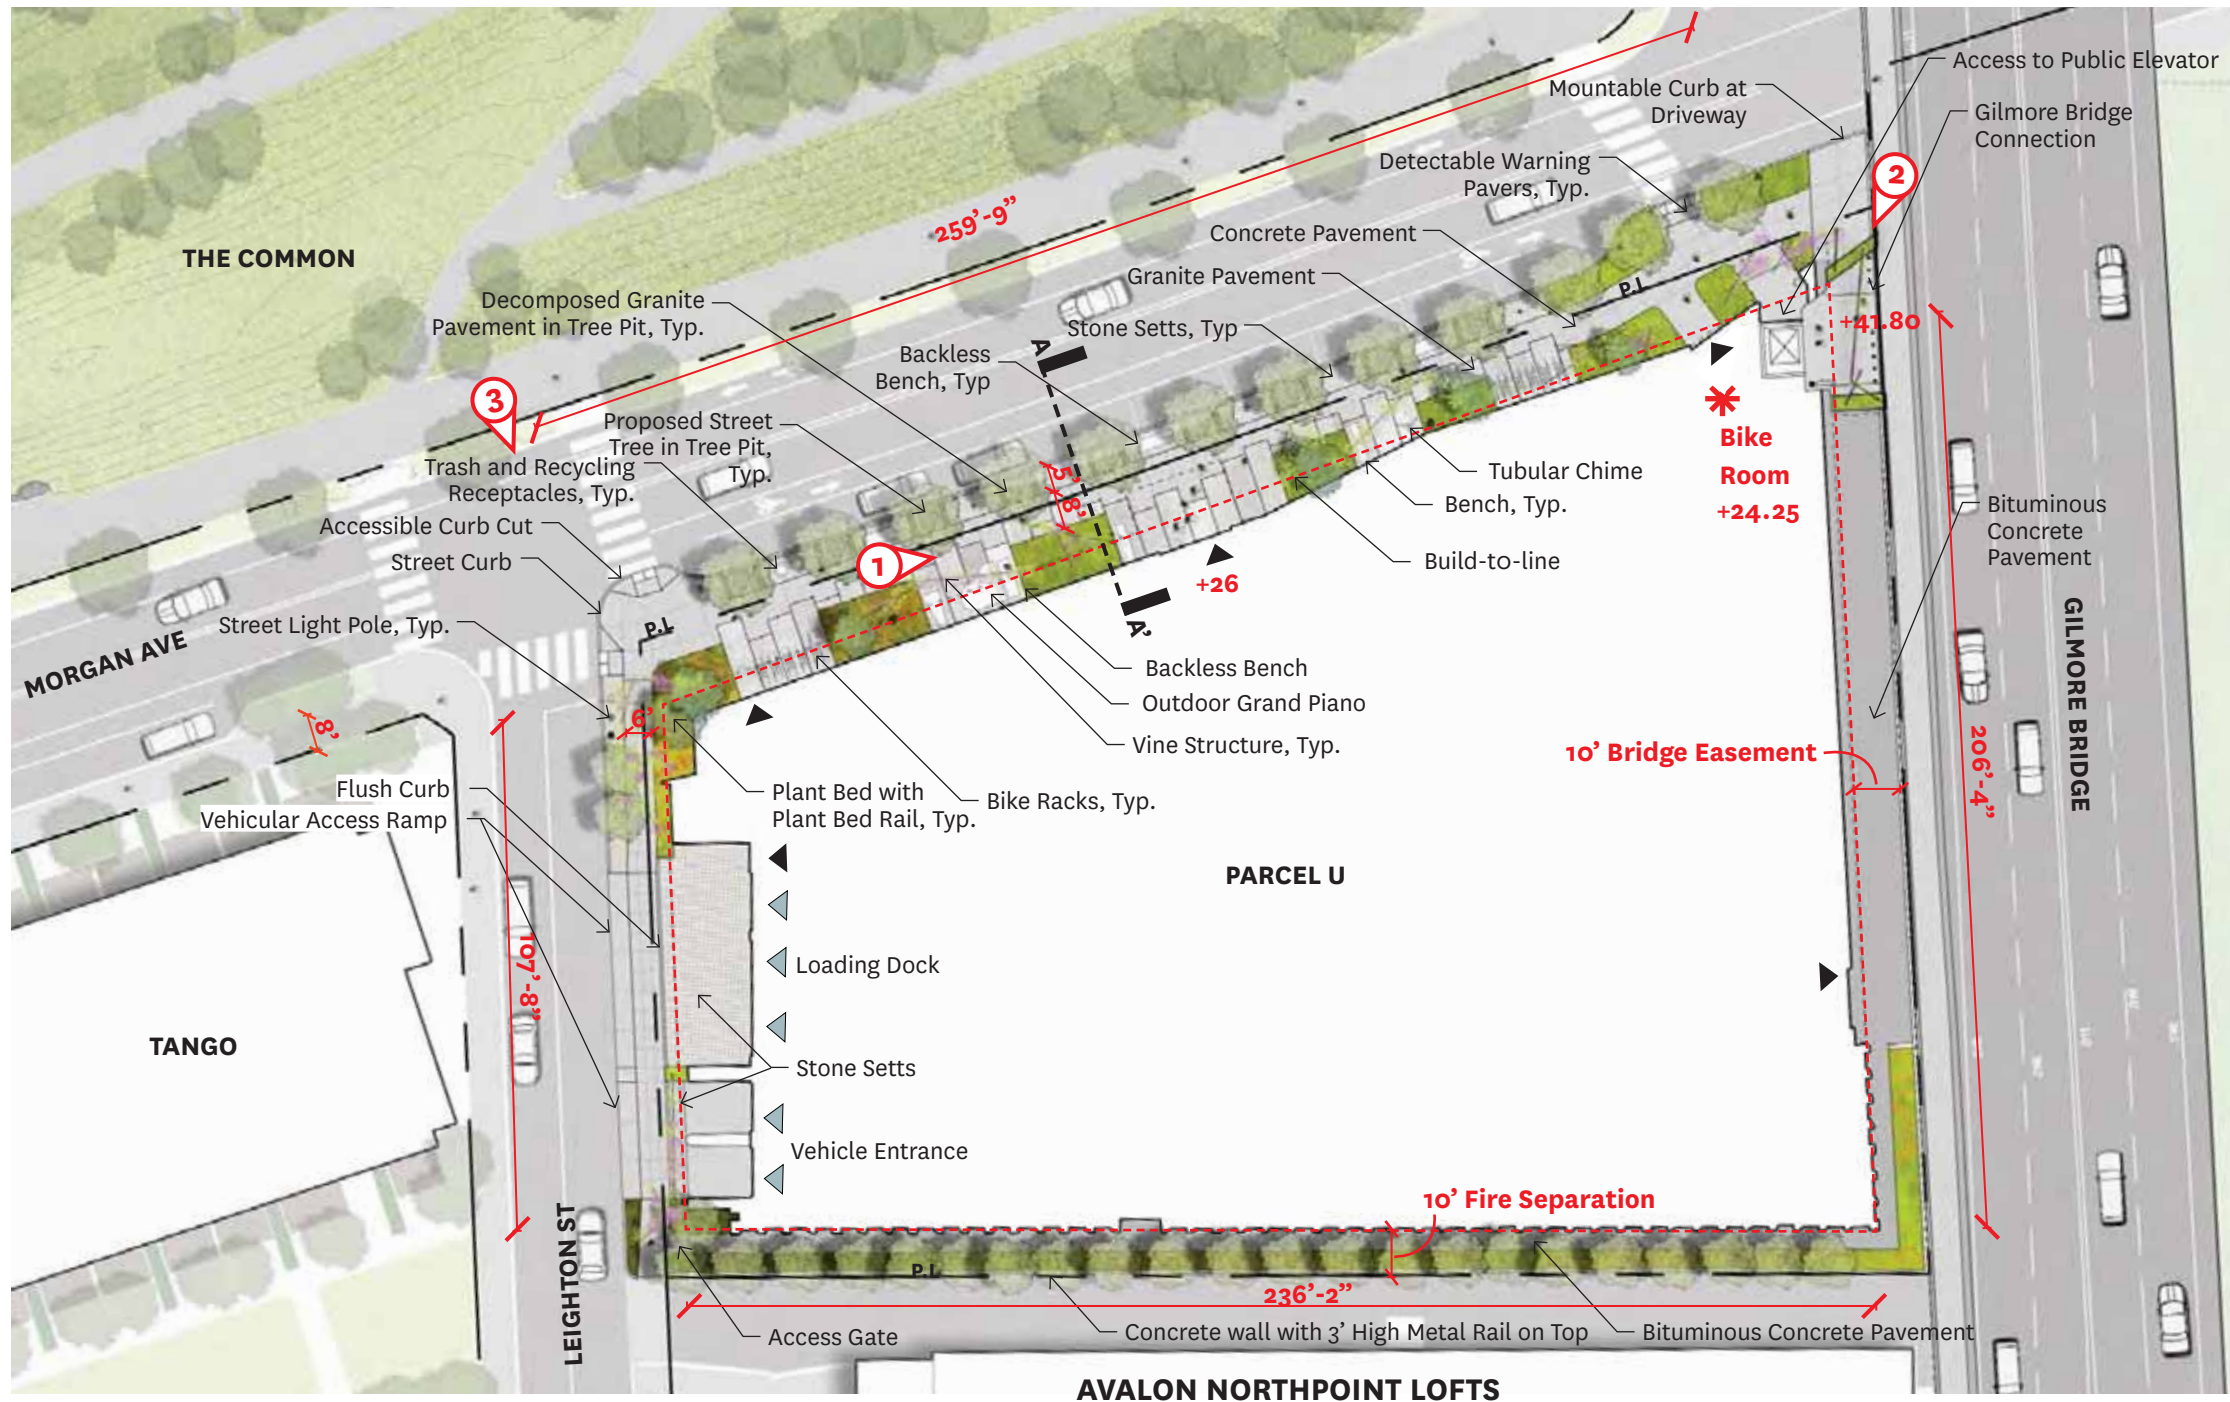 Access to Public Elevator
Mountable Curb at
Driveway
Gilmore Bridge
Connection
Detectable Warning
Pavers, Typ.
2
259’-9”
Concrete Pavement
THE COMMON
Granite Pavement
P.L
Decomposed Granite
Pavement in Tree Pit, Typ.
Stone Setts, Typ
+41.80
A
Backless
Bench, Typ
3
Proposed Street
Tree in Tree Pit,
Typ.
Bike
Room
+24.25
Trash and Recycling
Receptacles, Typ.
5’
8’
Tubular Chime
Bench, Typ.
Bituminous
Concrete
Pavement
Accessible Curb Cut
Street Curb
1
Build-to-line
+26
Street Light Pole, Typ.
P.L
A’
MORGAN AVE
Backless Bench
Outdoor Grand Piano
Vine Structure, Typ.
GILMORE BRIDGE
8’
6’
10’ Bridge Easement
206’-4”
Flush Curb
Vehicular Access Ramp
Plant Bed with
Plant Bed Rail, Typ.
Bike Racks, Typ.
PARCEL U
107’-8”
Loading Dock
TANGO
Stone Setts
Vehicle Entrance
10’ Fire Separation
LEIGHTON ST
P.L
236’-2”
Access Gate
Concrete wall with 3’ High Metal Rail on Top
Bituminous Concrete Pavement
AVALON NORTHPOINT LOFTS